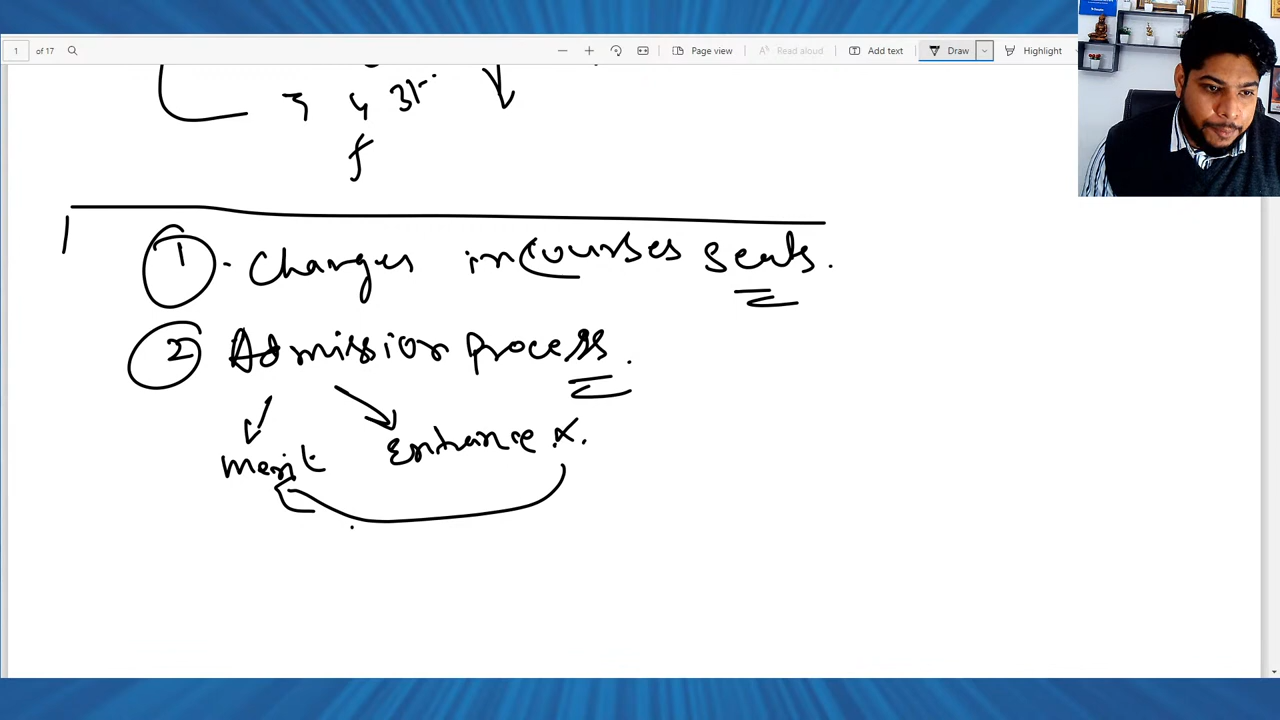 1 of 17 Page view Read aloud Add text Draw Highlight
1. Changes in courses seats.
2 Admission process.
Merit Entrance x.